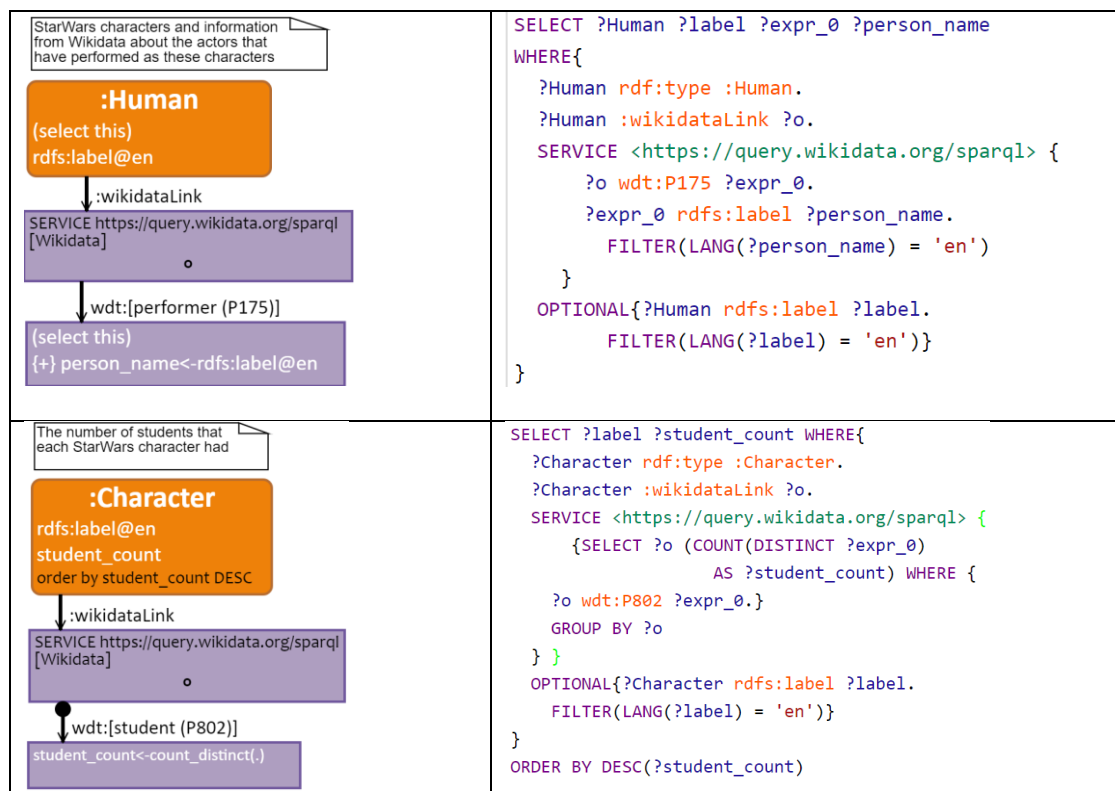 StarWars characters and information
from Wikidata about the actors that
have performed as these characters
:Human
(select this)
rdfs:label@en
:wikidataLink
SERVICE https://query.wikidata.org/sparql
[Wikidata]
wdt:[performer (P175)]
(select this)
{+} person_name<-rdfs:label@en
SELECT ?Human ?label ?expr_0 ?person_name
WHERE{
?Human rdf:type :Human.
?Human :wikidataLink ?o.
SERVICE <https://query.wikidata.org/sparql> {
?o wdt:P175 ?expr_0.
?expr_0 rdfs:label ?person_name.
FILTER(LANG(?person_name) = 'en')
}
OPTIONAL{?Human rdfs:label ?label.
FILTER(LANG(?label) = 'en')}
}
The number of students that
each StarWars character had
:Character
rdfs:label@en
student_count
order by student_count DESC
:wikidataLink
SERVICE https://query.wikidata.org/sparql
[Wikidata]
wdt:[student (P802)]
student_count<-count_distinct(.)
SELECT ?label ?student_count WHERE{
?Character rdf:type :Character.
?Character :wikidataLink ?o.
SERVICE <https://query.wikidata.org/sparql> {
{SELECT ?o (COUNT(DISTINCT ?expr_0)
AS ?student_count) WHERE {
?o wdt:P802 ?expr_0.}
GROUP BY ?o
} }
OPTIONAL{?Character rdfs:label ?label.
FILTER(LANG(?label) = 'en')}
}
ORDER BY DESC(?student_count)